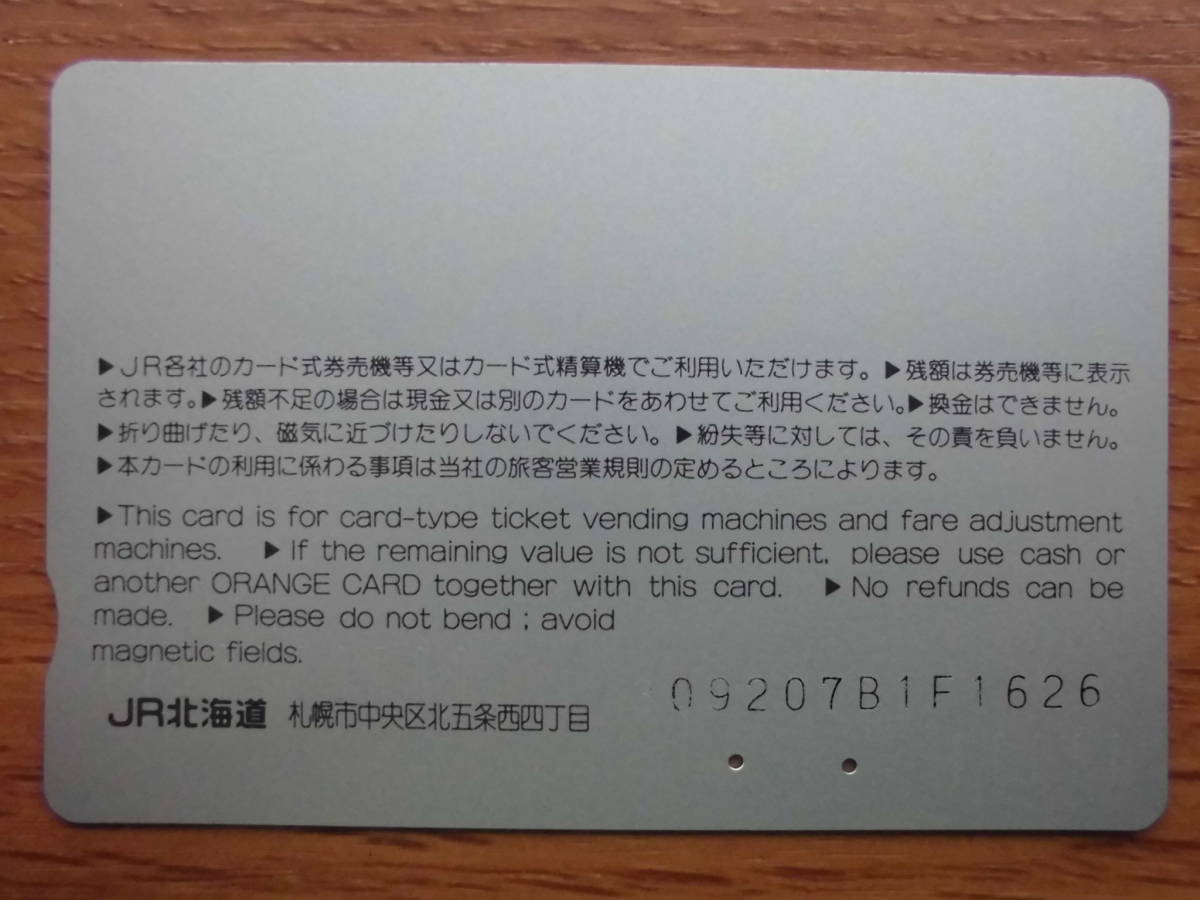 ▶JR各社のカード式券売機等又はカード式精算機でご利用いただけます。▶残額は券売機等に表示
されます。▶残額不足の場合は現金又は別のカードをあわせてご利用ください。▶換金はできません。
▶折り曲げたり、磁気に近づけたりしないでください。▶紛失等に対しては、その責を負いません。
▶本カードの利用に係わる事項は当社の旅客営業規則の定めるところによります。
▶This card is for card-type ticket vending machines and fare adjustment
machines. ▶If the remaining value is not sufficient, please use cash or
another ORANGE CARD together with this card. ▶No refunds can be
made. ▶Please do not bend ; avoid
magnetic fields.
09207B1F1626
JR北海道 札幌市中央区北五条西四丁目